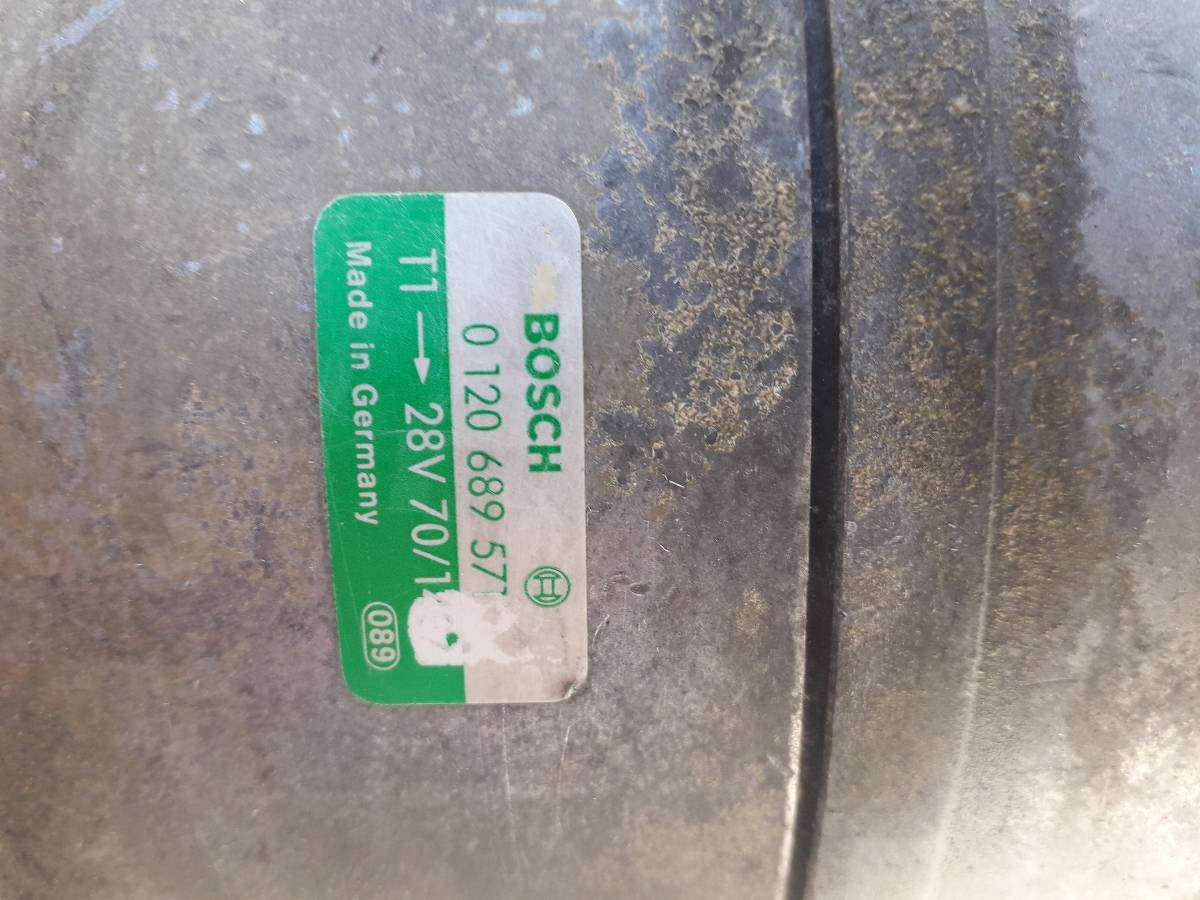 BOSCH
0 120 689 57
T1 → 28V 70/1
Made in Germany
089